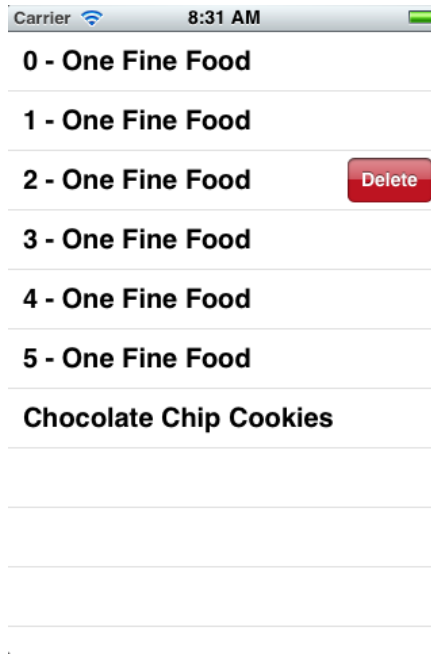 Carrier 8:31 AM
0 - One Fine Food
1 - One Fine Food
2 - One Fine Food Delete
3 - One Fine Food
4 - One Fine Food
5 - One Fine Food
Chocolate Chip Cookies